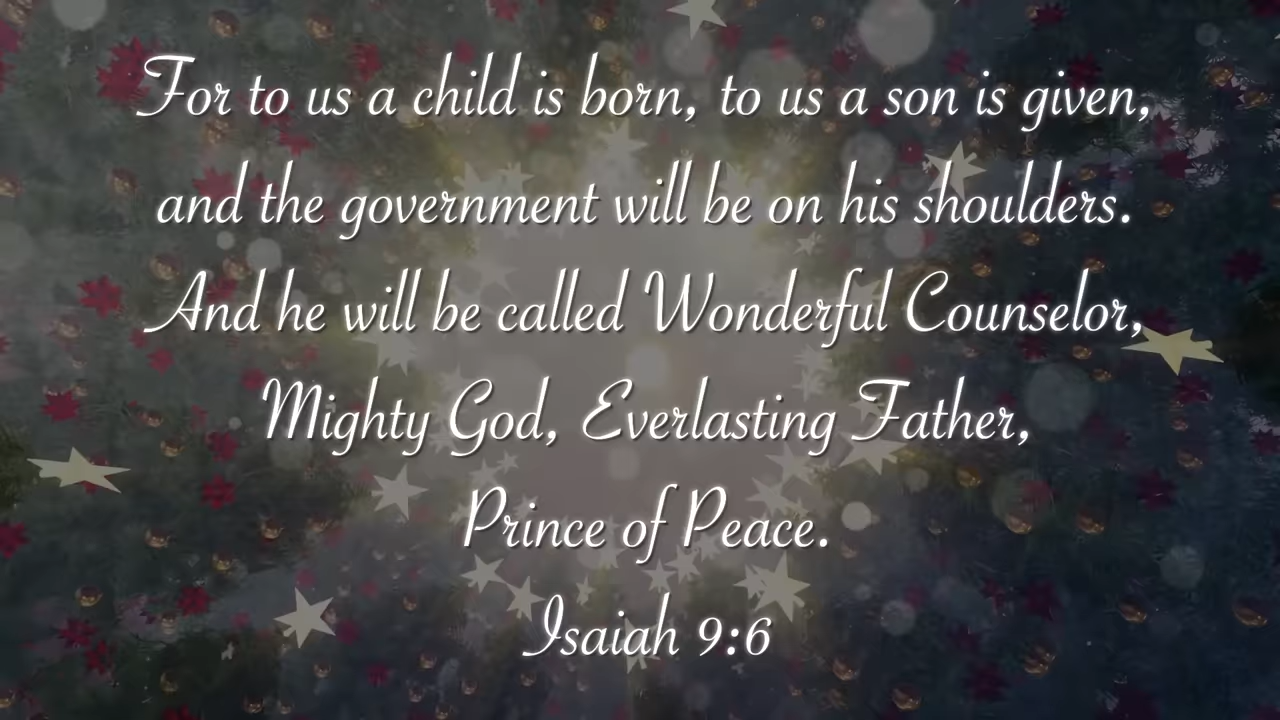 For to us a child is born, to us a son is given,
and the government will be on his shoulders.
And he will be called Wonderful Counselor,
Mighty God, Everlasting Father,
Prince of Peace.
Isaiah 9:6